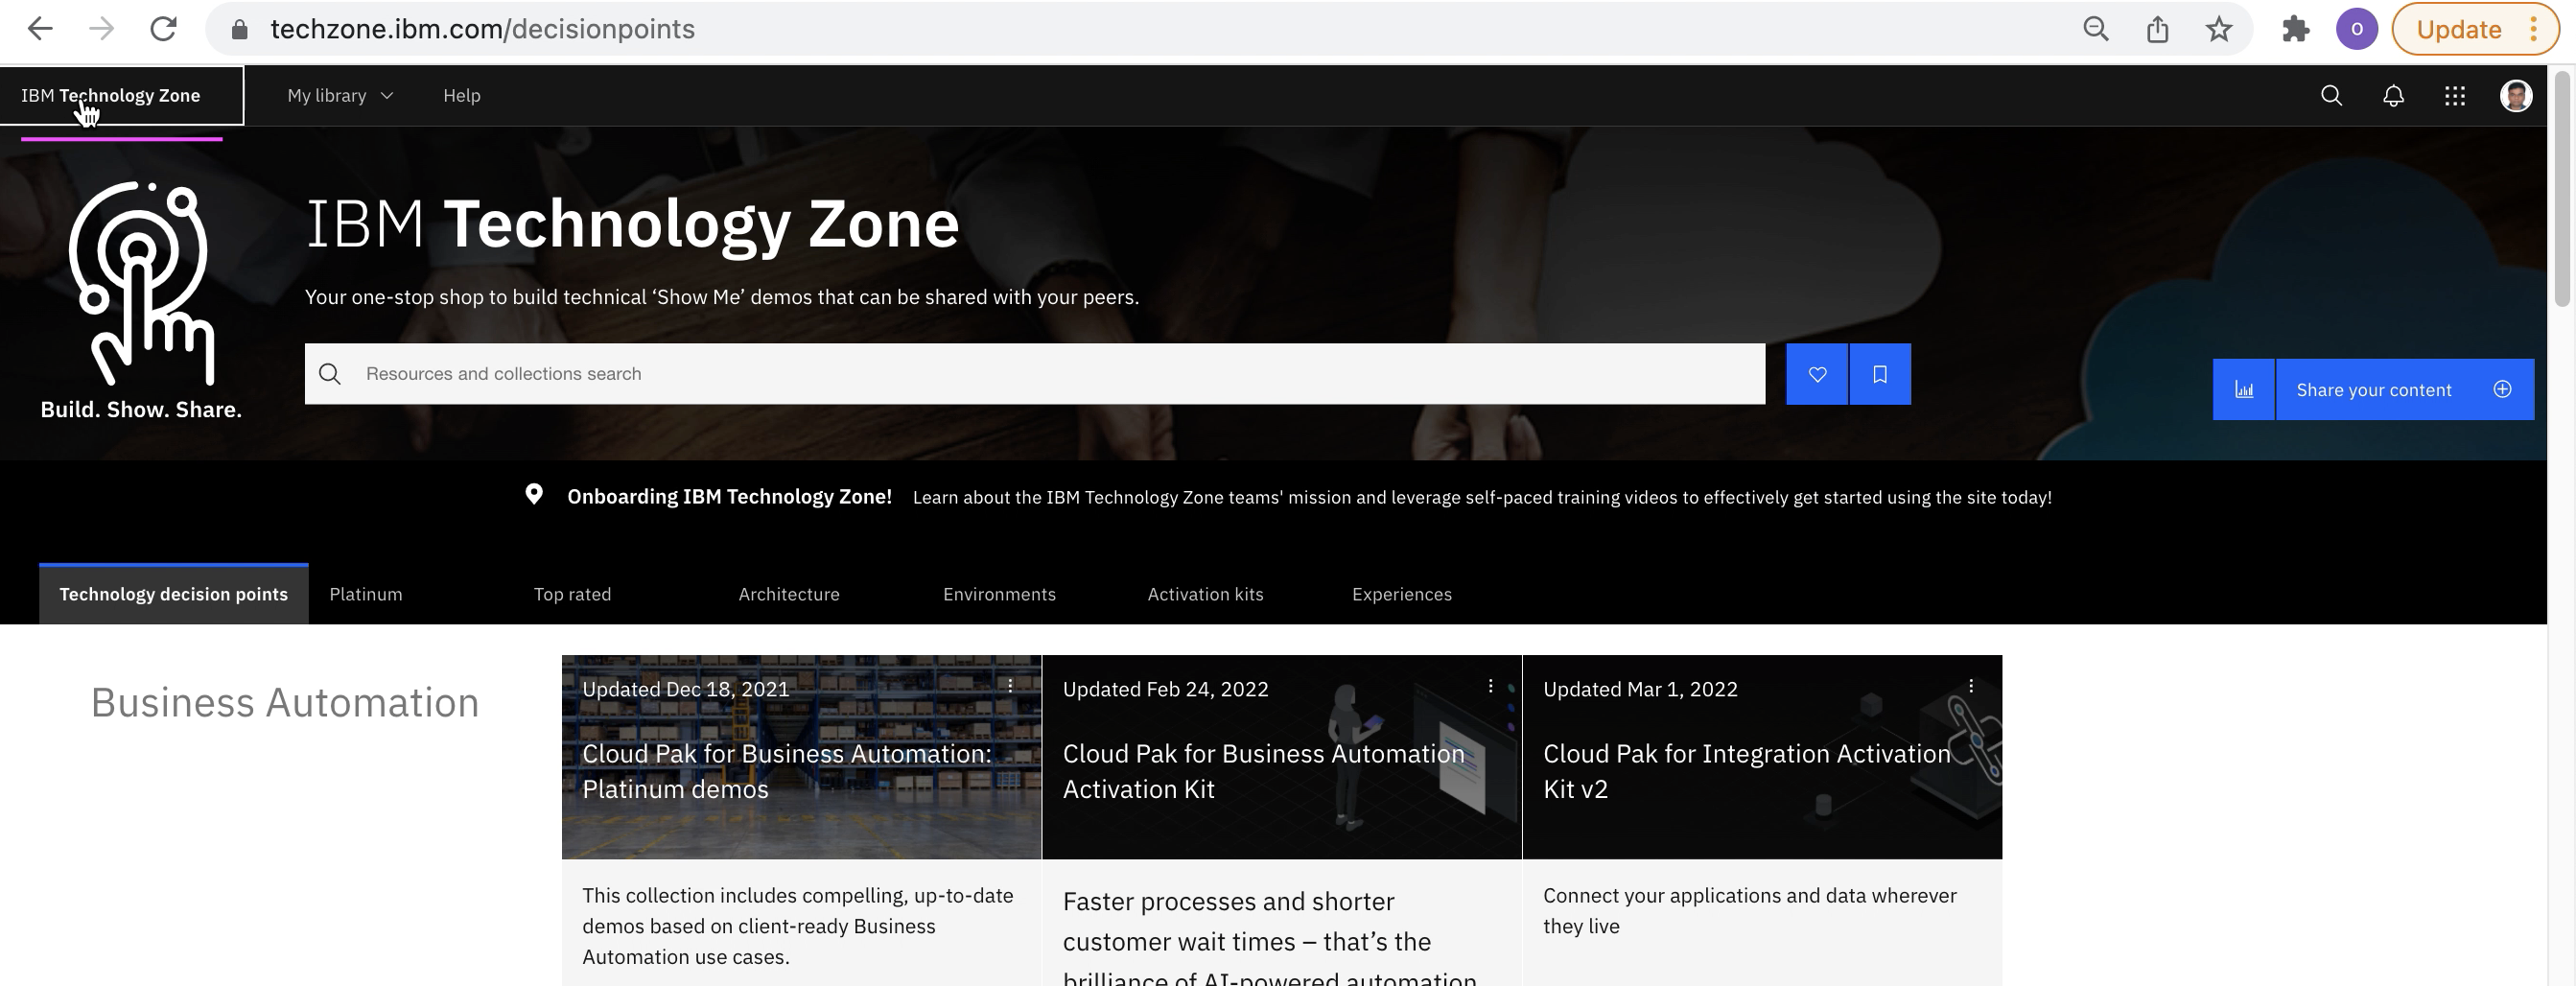 techzone.ibm.com/decisionpoints
O
Update
IBM Technology Zone
My library
Help
IBM Technology Zone
Your one-stop shop to build technical ‘Show Me’ demos that can be shared with your peers.
Resources and collections search
Build. Show. Share.
Share your content
Onboarding IBM Technology Zone! Learn about the IBM Technology Zone teams' mission and leverage self-paced training videos to effectively get started using the site today!
Technology decision points
Platinum
Top rated
Architecture
Environments
Activation kits
Experiences
Business Automation
Updated Dec 18, 2021
Cloud Pak for Business Automation:
Platinum demos
This collection includes compelling, up-to-date
demos based on client-ready Business
Automation use cases.
Updated Feb 24, 2022
Cloud Pak for Business Automation
Activation Kit
Faster processes and shorter
customer wait times – that’s the
brilliance of AI-powered automation
Updated Mar 1, 2022
Cloud Pak for Integration Activation
Kit v2
Connect your applications and data wherever
they live